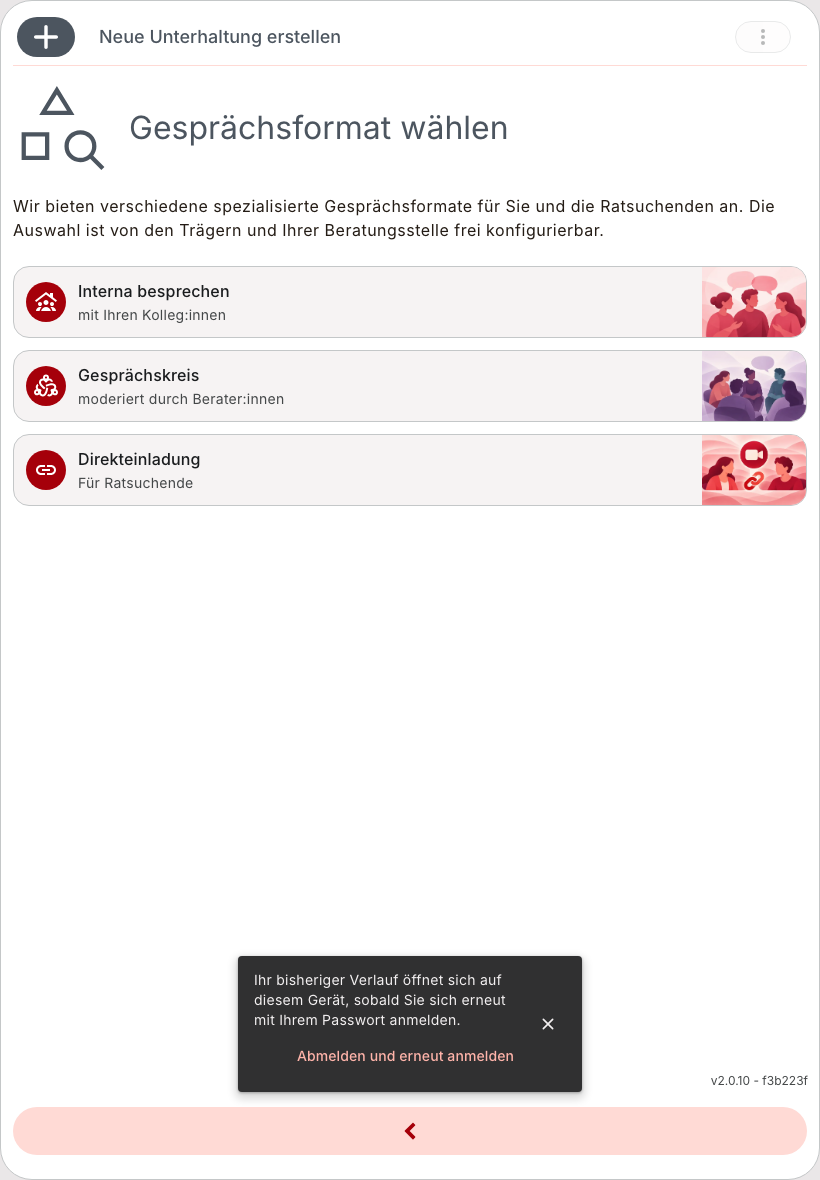 Neue Unterhaltung erstellen
Gesprächsformat wählen
Wir bieten verschiedene spezialisierte Gesprächsformate für Sie und die Ratsuchenden an. Die
Auswahl ist von den Trägern und Ihrer Beratungsstelle frei konfigurierbar.
Interna besprechen
mit Ihren Kolleg:innen
Gesprächskreis
moderiert durch Berater:innen
Direkteinladung
Für Ratsuchende
Ihr bisheriger Verlauf öffnet sich auf
diesem Gerät, sobald Sie sich erneut
mit Ihrem Passwort anmelden.
Abmelden und erneut anmelden
v2.0.10 - f3b223f